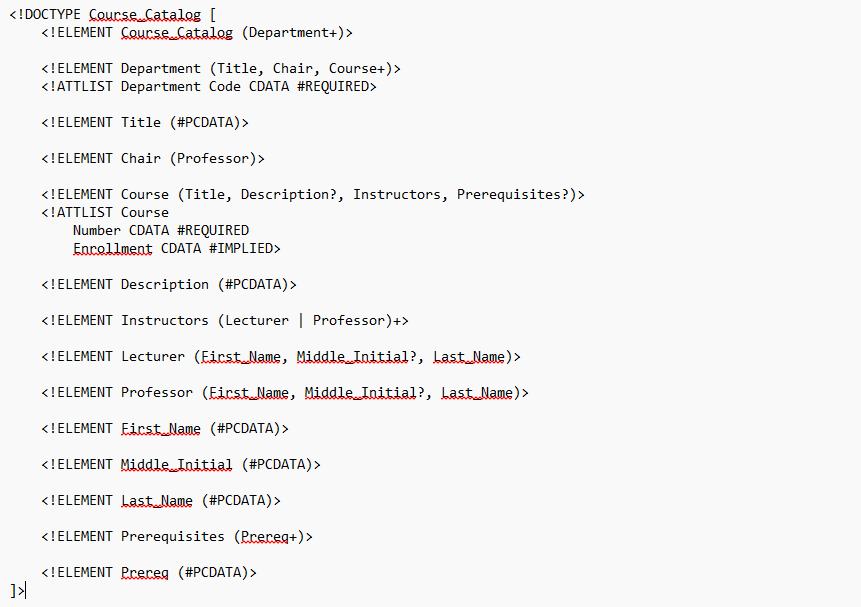 <!DOCTYPE Course_Catalog [
<!ELEMENT Course_Catalog (Department+)>
<!ELEMENT Department (Title, Chair, Course+)>
<!ATTLIST Department Code CDATA #REQUIRED>
<!ELEMENT Title (#PCDATA)>
<!ELEMENT Chair (Professor)>
<!ELEMENT Course (Title, Description?, Instructors, Prerequisites?)>
<!ATTLIST Course
Number CDATA #REQUIRED
Enrollment CDATA #IMPLIED>
<!ELEMENT Description (#PCDATA)>
<!ELEMENT Instructors (Lecturer | Professor)+>
<!ELEMENT Lecturer (First_Name, Middle_Initial?, Last_Name)>
<!ELEMENT Professor (First_Name, Middle_Initial?, Last_Name)>
<!ELEMENT First_Name (#PCDATA)>
<!ELEMENT Middle_Initial (#PCDATA)>
<!ELEMENT Last_Name (#PCDATA)>
<!ELEMENT Prerequisites (Prereq+)>
<!ELEMENT Prereq (#PCDATA)>
]>